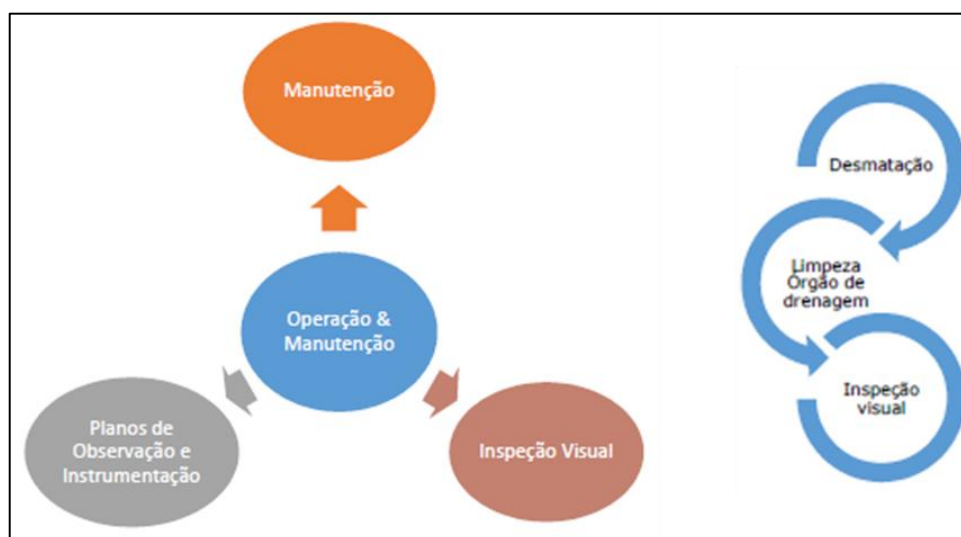 Manutenção
Operação &
Manutenção
Planos de
Observação e
Instrumentação
Inspeção Visual
Desmatação
Limpeza
Órgão de
drenagem
Inspeção
visual